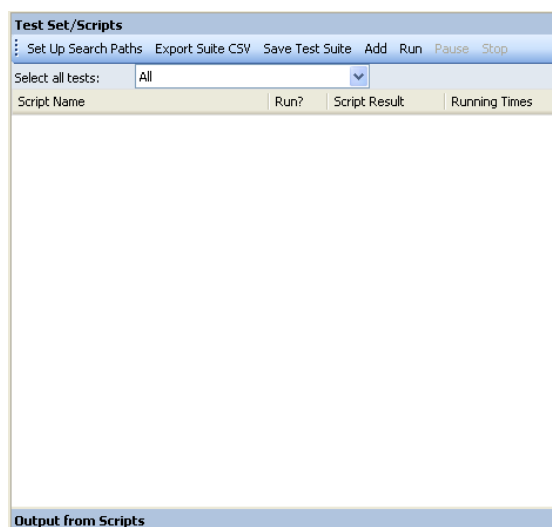 Test Set/Scripts
Set Up Search Paths Export Suite CSV Save Test Suite Add Run Pause Stop
Select all tests: All
Script Name Run? Script Result Running Times
Output from Scripts